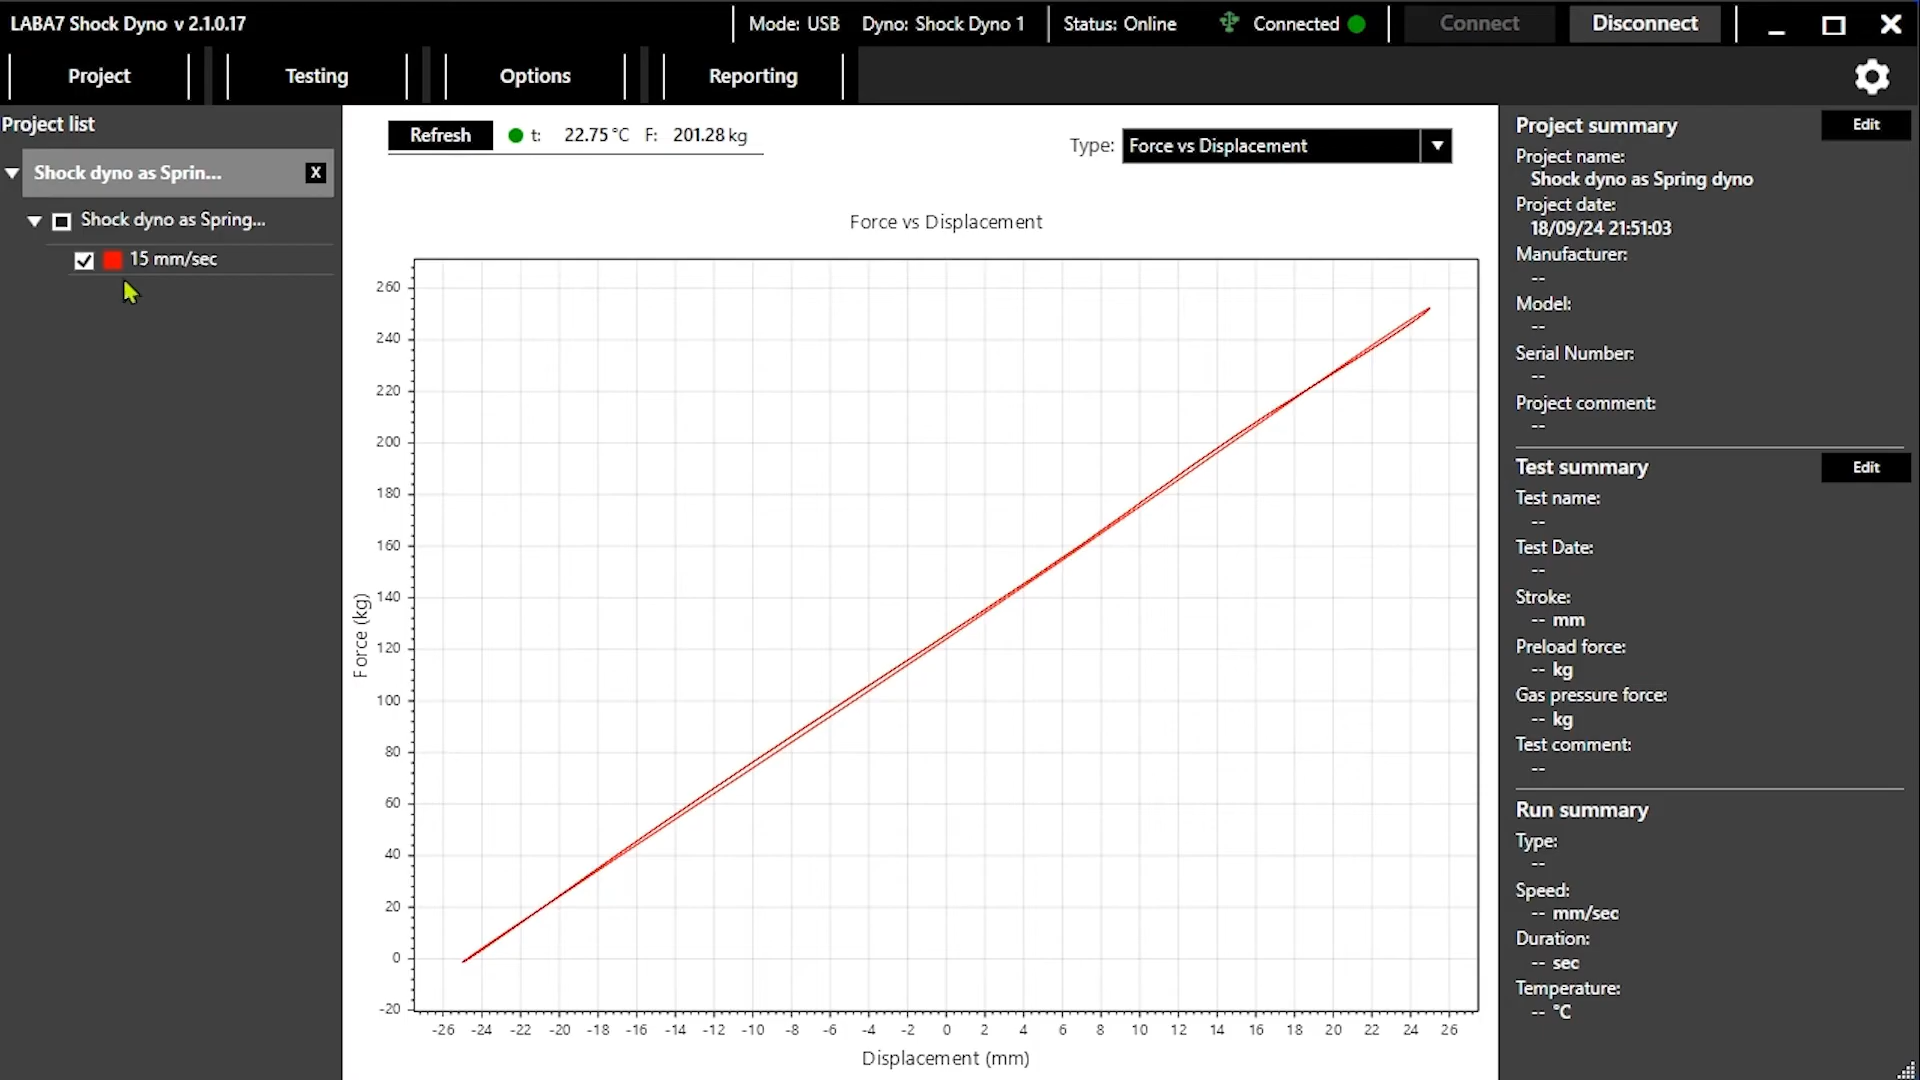 LABA7 Shock Dyno v 2.1.0.17
Mode: USB Dyno: Shock Dyno 1 Status: Online Connected Connect Disconnect
Project Testing Options Reporting
Project list
Shock dyno as Sprin... X
Shock dyno as Spring...
15 mm/sec
Refresh t: 22.75 °C F: 201.28 kg
Type: Force vs Displacement
Force vs Displacement
260
240
220
200
180
160
140
120
100
80
60
40
20
0
-20
Force (kg)
-26 -24 -22 -20 -18 -16 -14 -12 -10 -8 -6 -4 -2 0 2 4 6 8 10 12 14 16 18 20 22 24 26
Displacement (mm)
Project summary Edit
Project name:
Shock dyno as Spring dyno
Project date:
18/09/24 21:51:03
Manufacturer:
--
Model:
--
Serial Number:
--
Project comment:
--
Test summary Edit
Test name:
--
Test Date:
--
Stroke:
-- mm
Preload force:
-- kg
Gas pressure force:
-- kg
Test comment:
--
Run summary
Type:
--
Speed:
-- mm/sec
Duration:
-- sec
Temperature:
-- °C